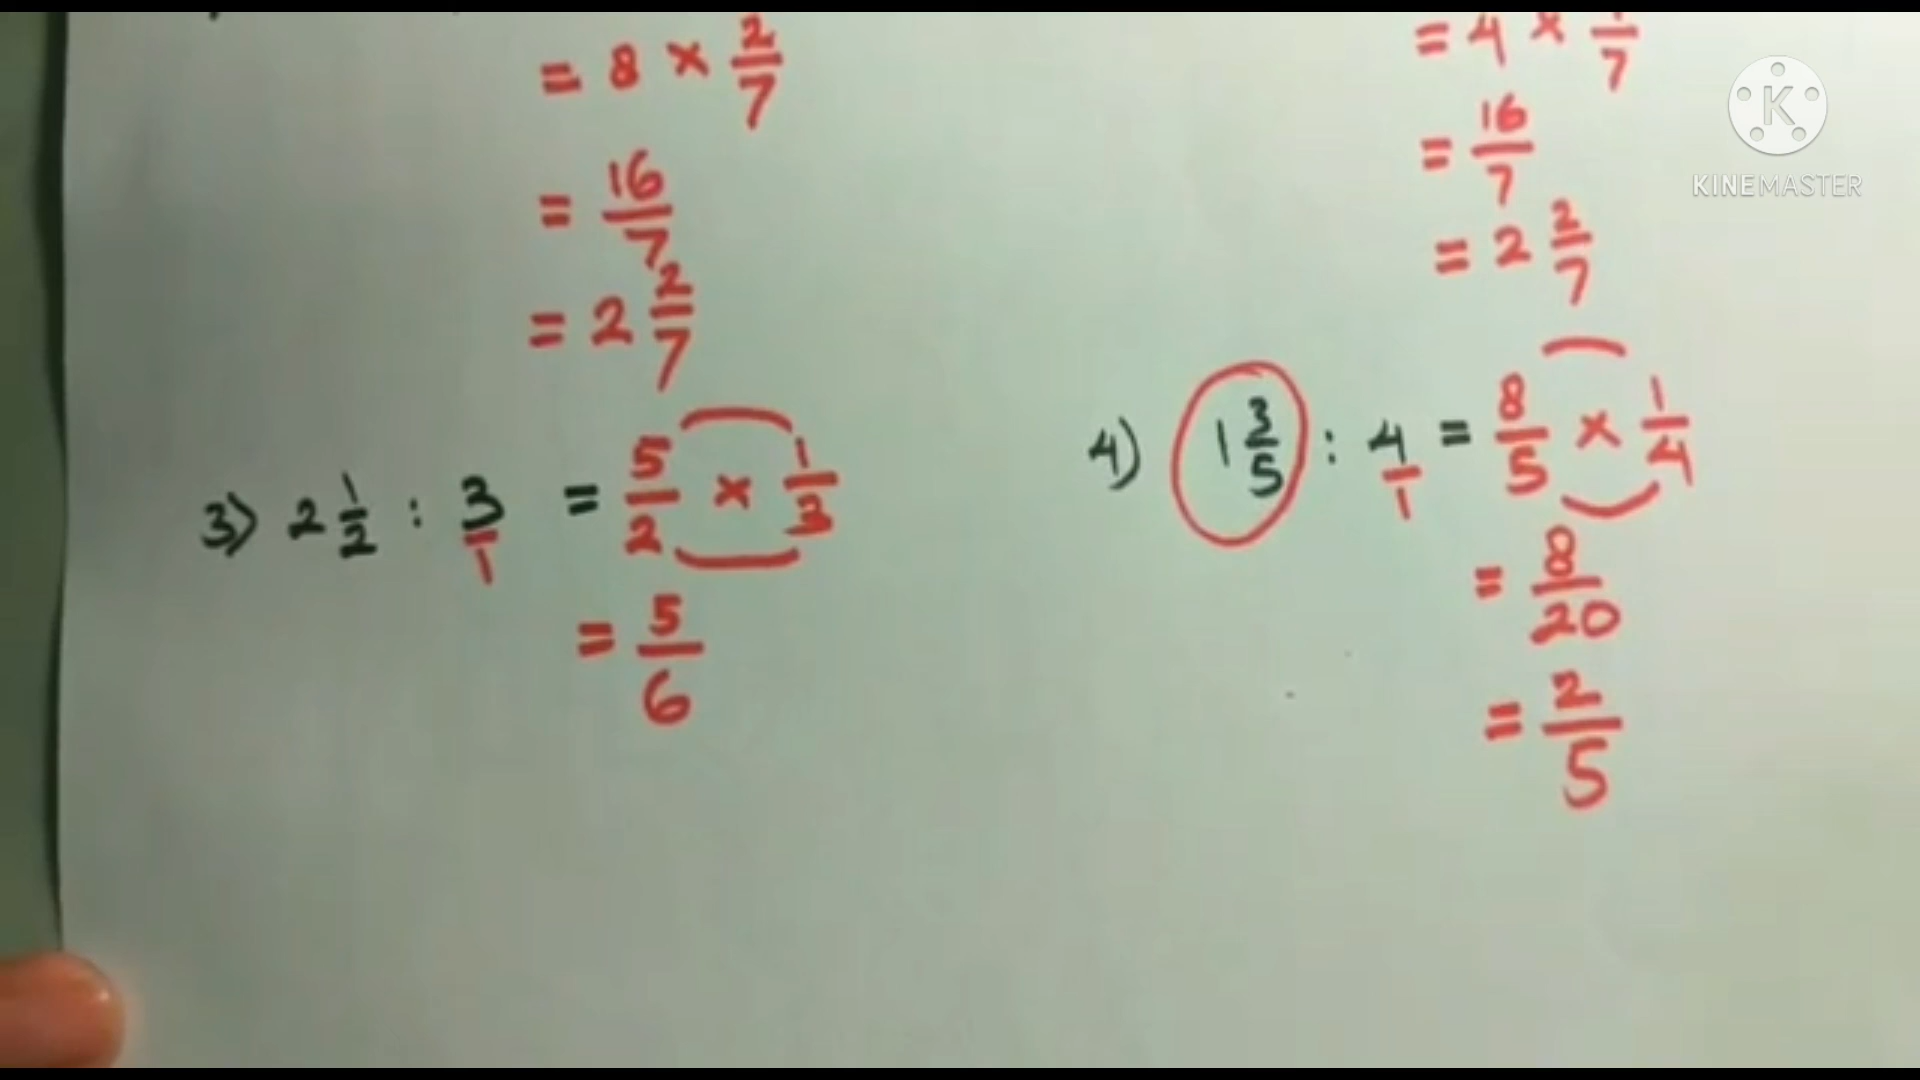 = 8 × 2/7
= 16/7
= 2 2/7
3) 2 1/2 : 3/1 = 5/2 × 1/3
= 5/6
= 4 × /7
= 16/7
= 2 2/7
4) 1 3/5 : 4/1 = 8/5 × 1/4
= 8/20
= 2/5
K
KINEMASTER